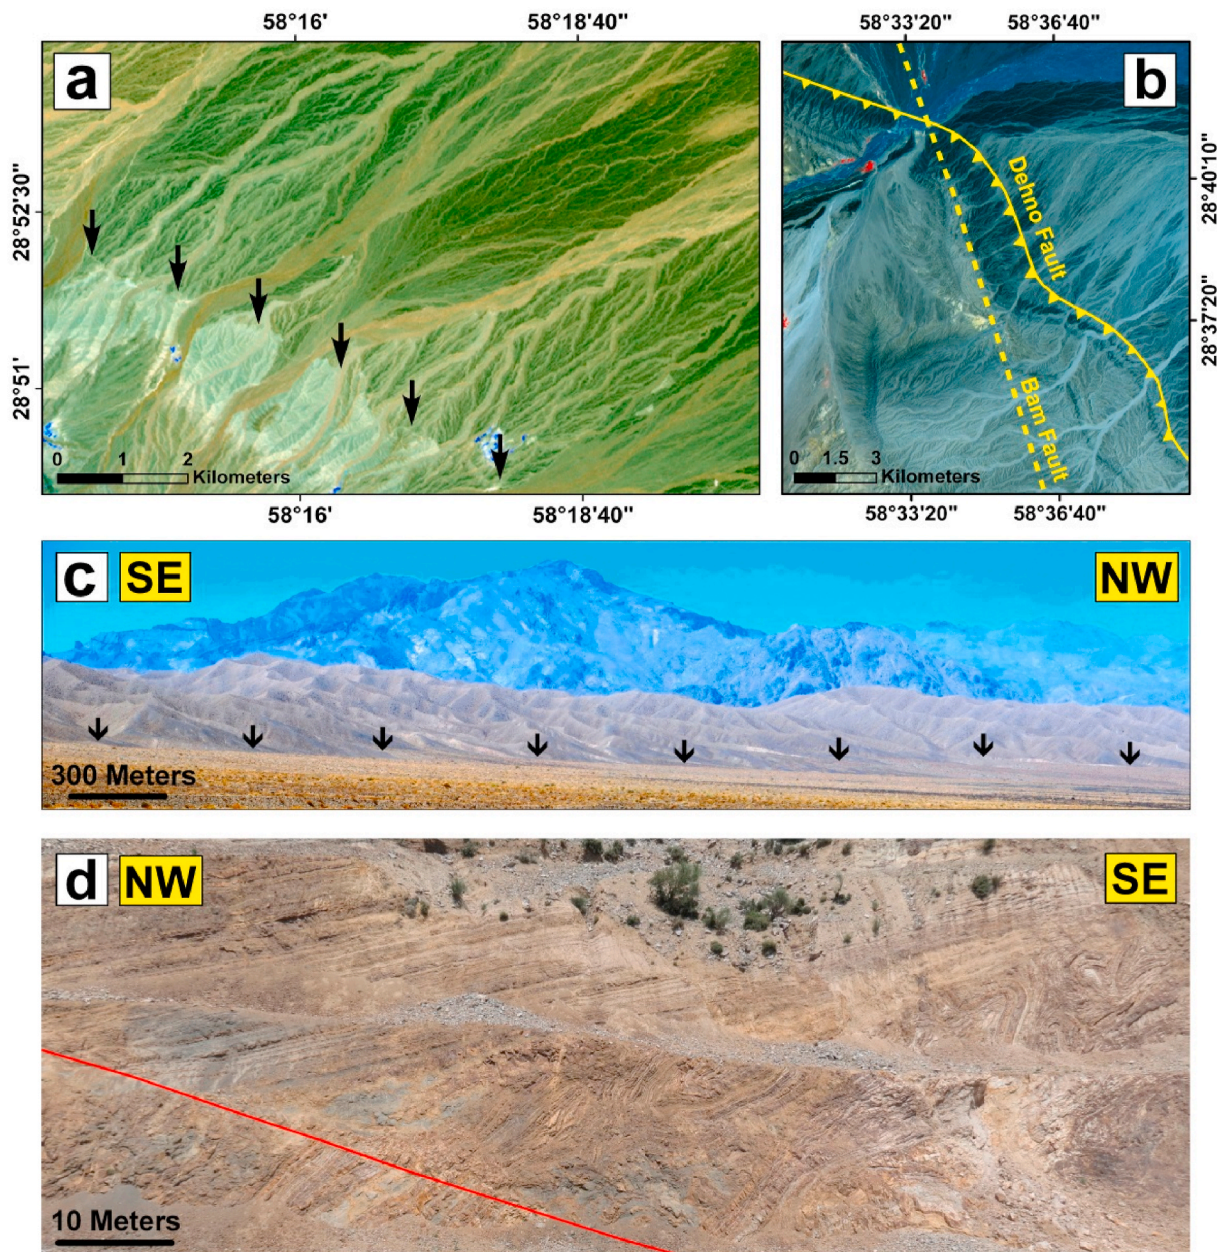 58°16'
58°18'40"
58°33'20"
58°36'40"
a
b
28°52'30"
28°51'
28°40'10"
28°37'20"
Dehno Fault
Bam Fault
0 1 2
Kilometers
0 1.5 3
Kilometers
58°16'
58°18'40"
58°33'20"
58°36'40"
c SE
NW
300 Meters
d NW
SE
10 Meters